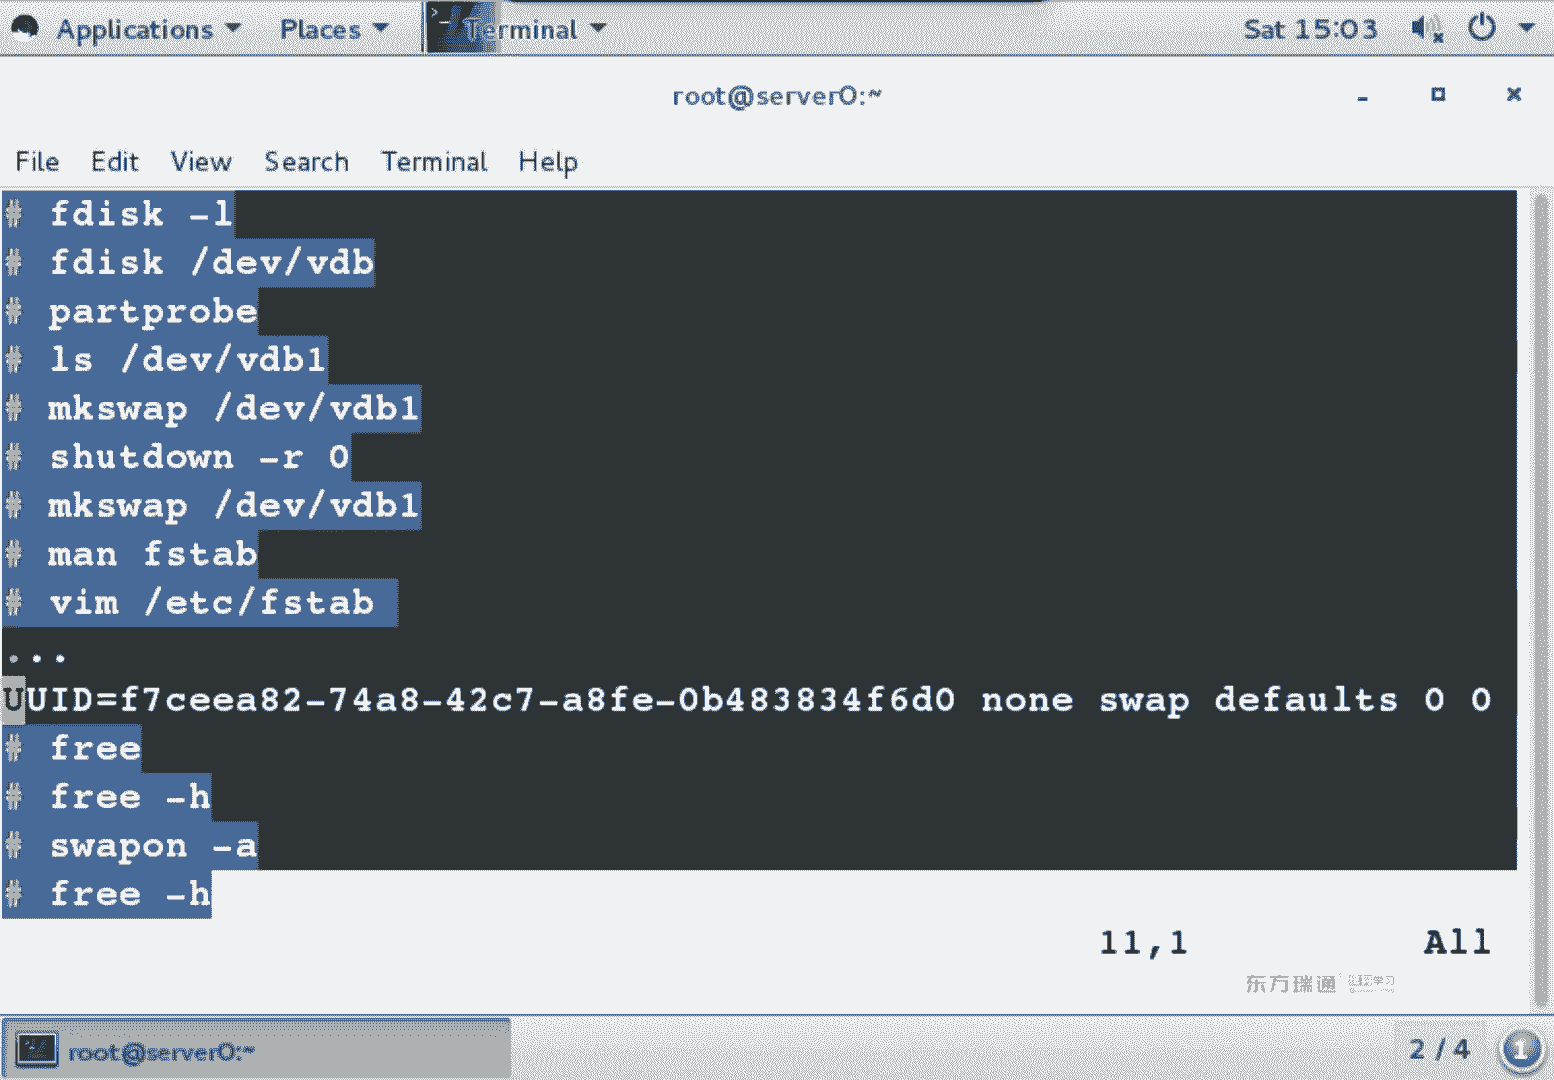 Applications Places Terminal Sat 15:03
root@server0:~
File Edit View Search Terminal Help
# fdisk -l
# fdisk /dev/vdb
# partprobe
# ls /dev/vdb1
# mkswap /dev/vdb1
# shutdown -r 0
# mkswap /dev/vdb1
# man fstab
# vim /etc/fstab
...
UUID=f7ceea82-74a8-42c7-a8fe-0b483834f6d0 none swap defaults 0 0
# free
# free -h
# swapon -a
# free -h
11,1 All
东方瑞通
root@server0:~ 2 / 4 1